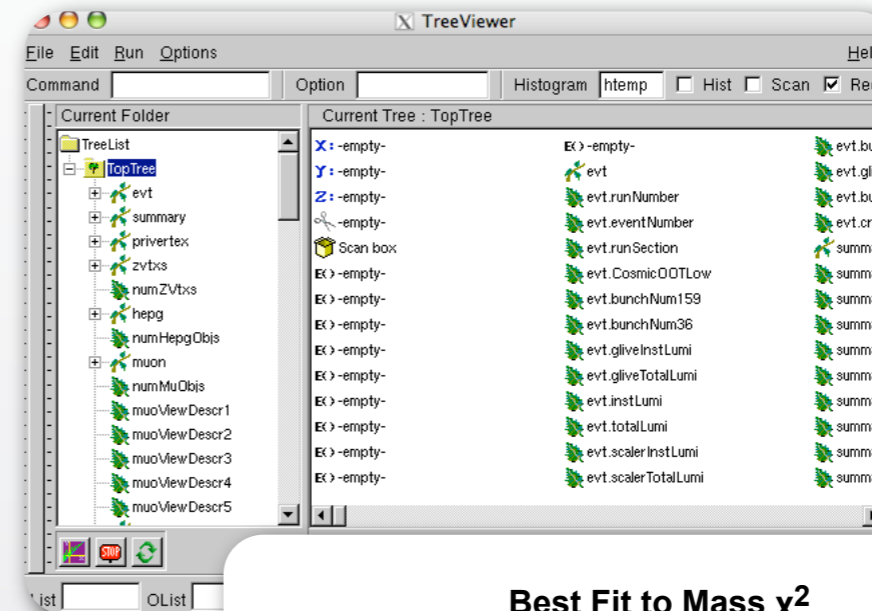 TreeViewer
File Edit Run Options
Command Option Histogram htemp Hist Scan
Current Folder
TreeList
TopTree
evt
summary
privertex
zvtxs
numZVtxs
hepg
numHepgObjs
muon
numMuObjs
muoViewDescr1
muoViewDescr2
muoViewDescr3
muoViewDescr4
muoViewDescr5
Current Tree : TopTree
X: -empty-
Y: -empty-
Z: -empty-
-empty-
Scan box
E() -empty-
E() -empty-
E() -empty-
E() -empty-
E() -empty-
E() -empty-
E() -empty-
E() -empty-
E() -empty-
E() -empty-
evt
evt.runNumber
evt.eventNumber
evt.runSection
evt.CosmicOOTLow
evt.bunchNum159
evt.bunchNum36
evt.gliveInstLumi
evt.gliveTotalLumi
evt.instLumi
evt.totalLumi
evt.scalerInstLumi
evt.scalerTotalLumi
STOP
OList
Best Fit to Mass χ2